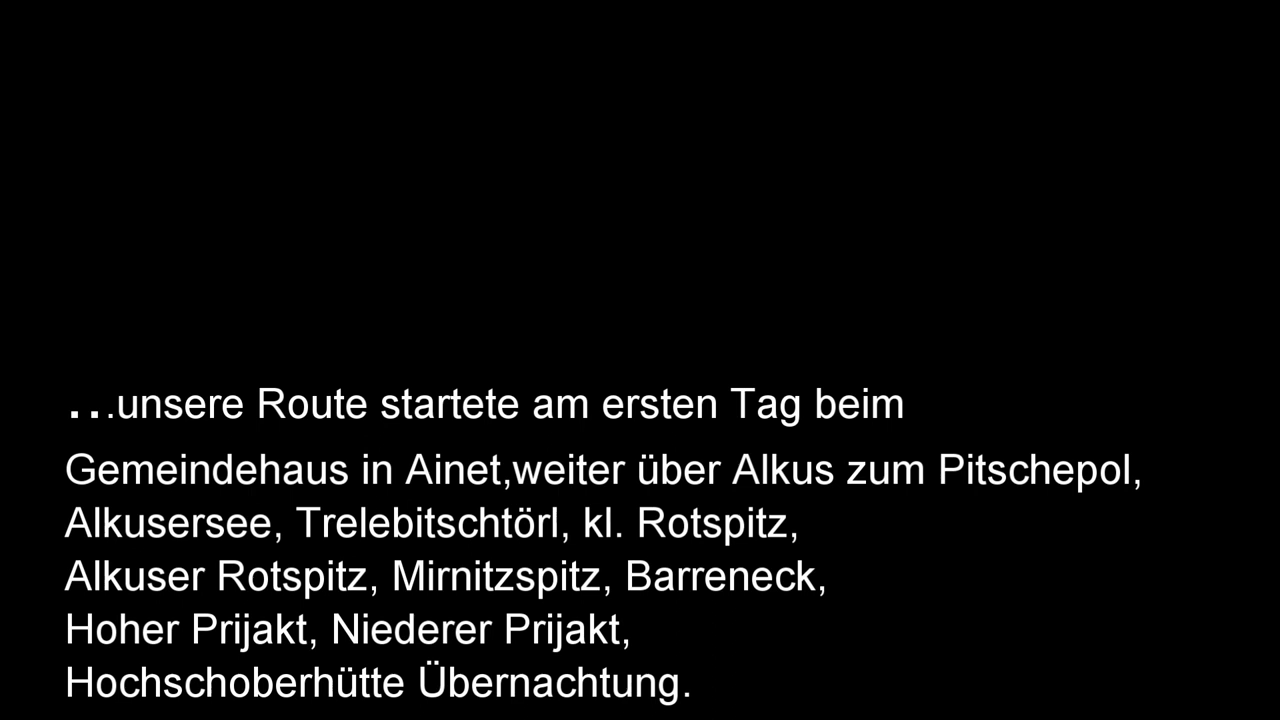 ...unsere Route startete am ersten Tag beim
Gemeindehaus in Ainet,weiter über Alkus zum Pitschepol,
Alkusersee, Trelebitschtörl, kl. Rotspitz,
Alkuser Rotspitz, Mirnitzspitz, Barreneck,
Hoher Prijakt, Niederer Prijakt,
Hochschoberhütte Übernachtung.